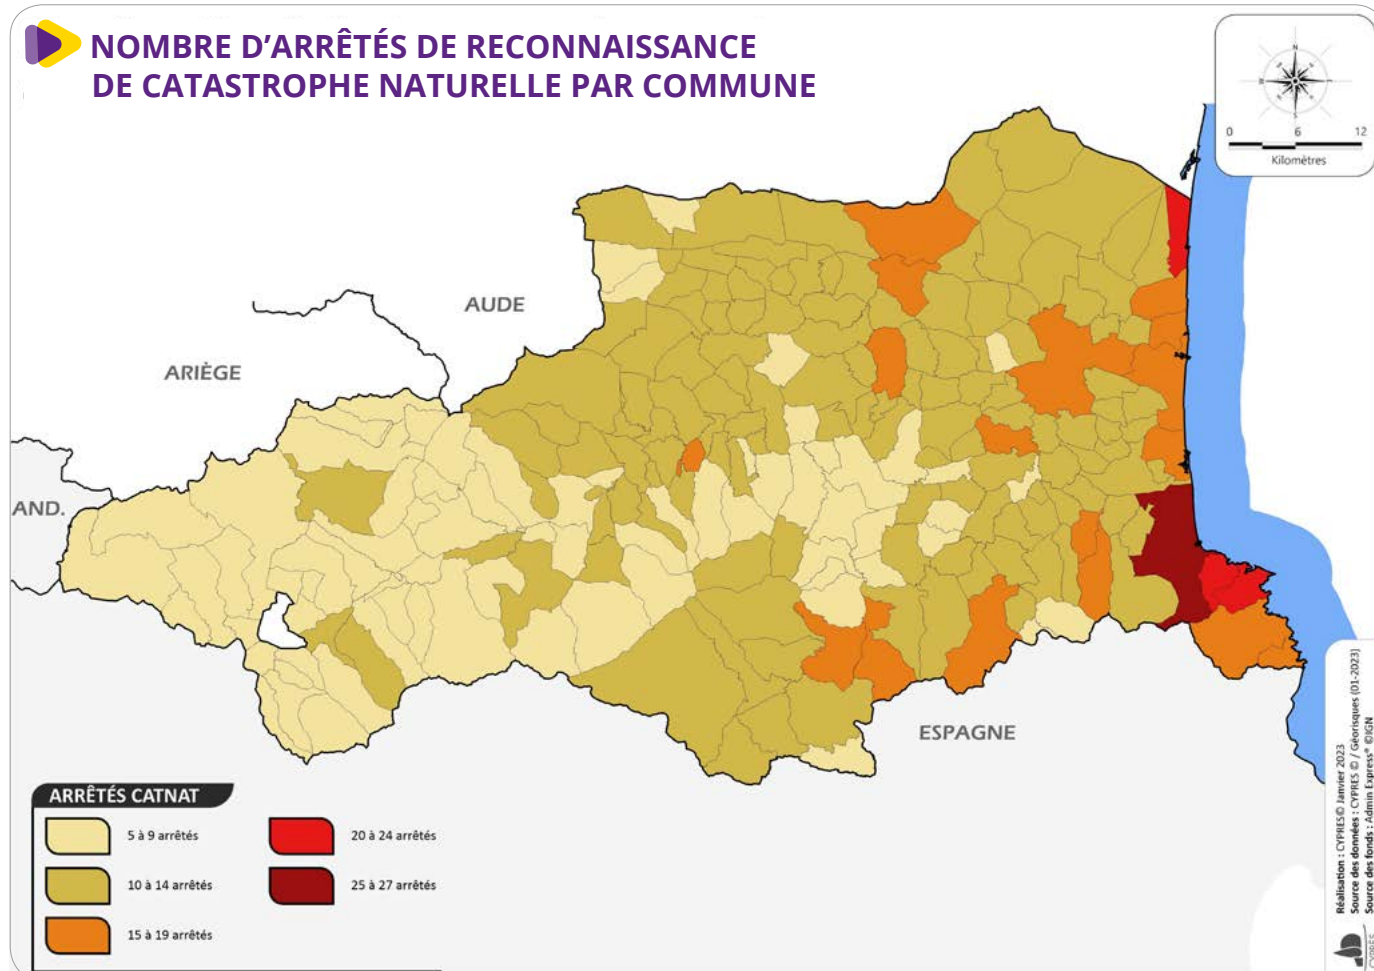 NOMBRE D'ARRÊTÉS DE RECONNAISSANCE
DE CATASTROPHE NATURELLE PAR COMMUNE
N
S
0 6 12
Kilomètres
AUDE
ARIÈGE
AND.
ESPAGNE
ARRÊTÉS CATNAT
5 à 9 arrêtés
10 à 14 arrêtés
15 à 19 arrêtés
20 à 24 arrêtés
25 à 27 arrêtés
Réalisation : CYPRES© Janvier 2023
Source des données : CYPRES © / Géorisques (01-2023)
Source des fonds : Admin Express® ©IGN
CYPRES